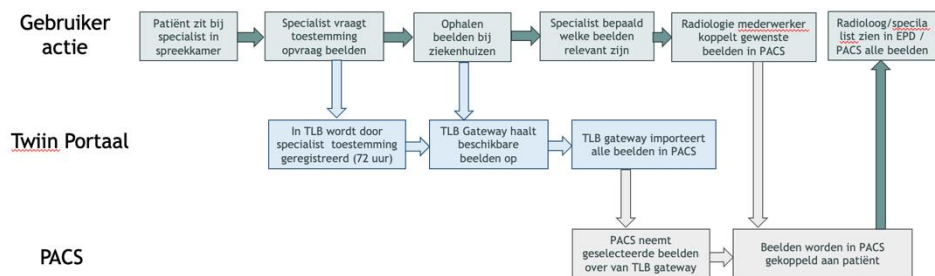 Gebruiker
actie
Patiënt zit bij
specialist in
spreekkamer
Specialist vraagt
toestemming
opvraag beelden
Ophalen
beelden bij
ziekenhuizen
Specialist bepaald
welke beelden
relevant zijn
Radiologie mederwerker
koppelt gewenste
beelden in PACS
Radioloog/specila
list zien in EPD /
PACS alle beelden
Twiin Portaal
In TLB wordt door
specialist toestemming
geregistreerd (72 uur)
TLB Gateway haalt
beschikbare
beelden op
TLB gateway importeert
alle beelden in PACS
PACS
PACS neemt
geselecteerde beelden
over van TLB gateway
Beelden worden in PACS
gekoppeld aan patiënt